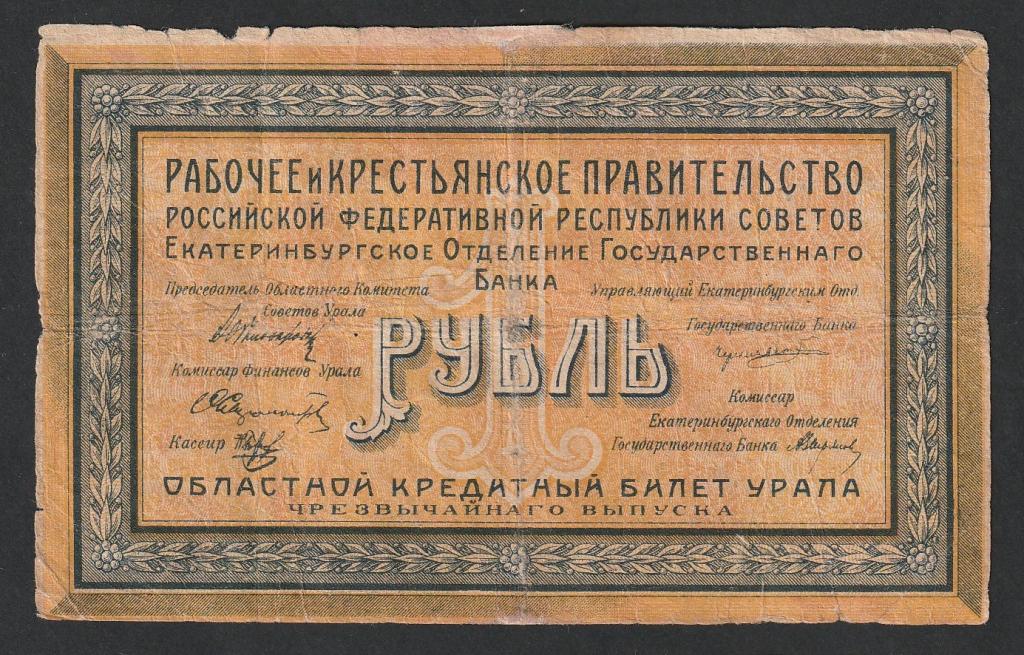 РАБОЧЕЕ и КРЕСТЬЯНСКОЕ ПРАВИТЕЛЬСТВО
РОССИЙСКОЙ ФЕДЕРАТИВНОЙ РЕСПУБЛИКИ СОВЕТОВ
ЕКАТЕРИНБУРГСКОЕ ОТДЕЛЕНИЕ ГОСУДАРСТВЕННАГО
БАНКА
Председатель Областного Комитета
Советов Урала
Управляющий Екатеринбургским Отд.
Государственнаго Банка
РУБЛЬ
Комиссар Финансов Урала
Кассир
Комиссар
Екатеринбургскаго Отделения
Государственнаго Банка
ОБЛАСТНОЙ КРЕДИТНЫЙ БИЛЕТ УРАЛА
ЧРЕЗВЫЧАЙНАГО ВЫПУСКА